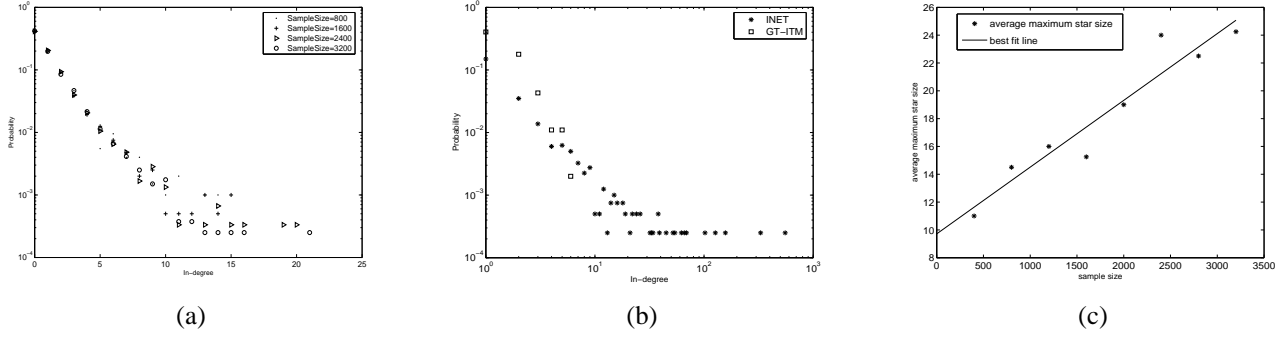 10^0
10^-1
10^-2
10^-3
10^-4
Probability
0 5 10 15 20 25
In-degree
SampleSize=800
SampleSize=1600
SampleSize=2400
SampleSize=3200
(a)
10^0
10^-1
10^-2
10^-3
10^-4
Probability
10^0 10^1 10^2 10^3
In-degree
INET
GT-ITM
(b)
26
24
22
20
18
16
14
12
10
8
average maximum star size
0 500 1000 1500 2000 2500 3000 3500
sample size
average maximum star size
best fit line
(c)